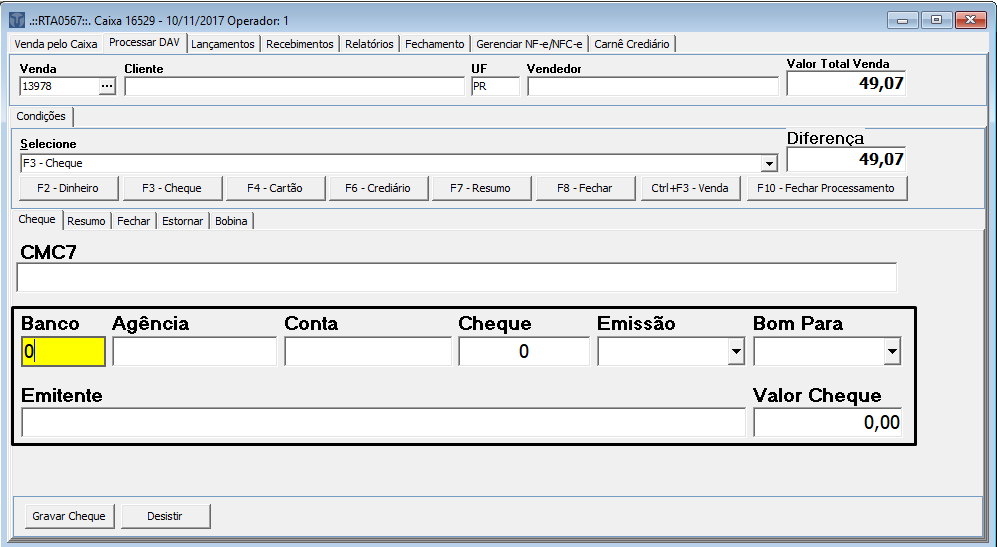 .::RTA0567::. Caixa 16529 - 10/11/2017 Operador: 1
Venda pelo Caixa Processar DAV Lançamentos Recebimentos Relatórios Fechamento Gerenciar NF-e/NFC-e Carnê Crediário
Venda Cliente UF Vendedor Valor Total Venda
13978 ... PR 49,07
Condições
Selecione Diferença
F3 - Cheque 49,07
F2 - Dinheiro F3 - Cheque F4 - Cartão F6 - Crediário F7 - Resumo F8 - Fechar Ctrl+F3 - Venda F10 - Fechar Processamento
Cheque Resumo Fechar Estornar Bobina
CMC7
Banco Agência Conta Cheque Emissão Bom Para
0 0
Emitente Valor Cheque
0,00
Gravar Cheque Desistir